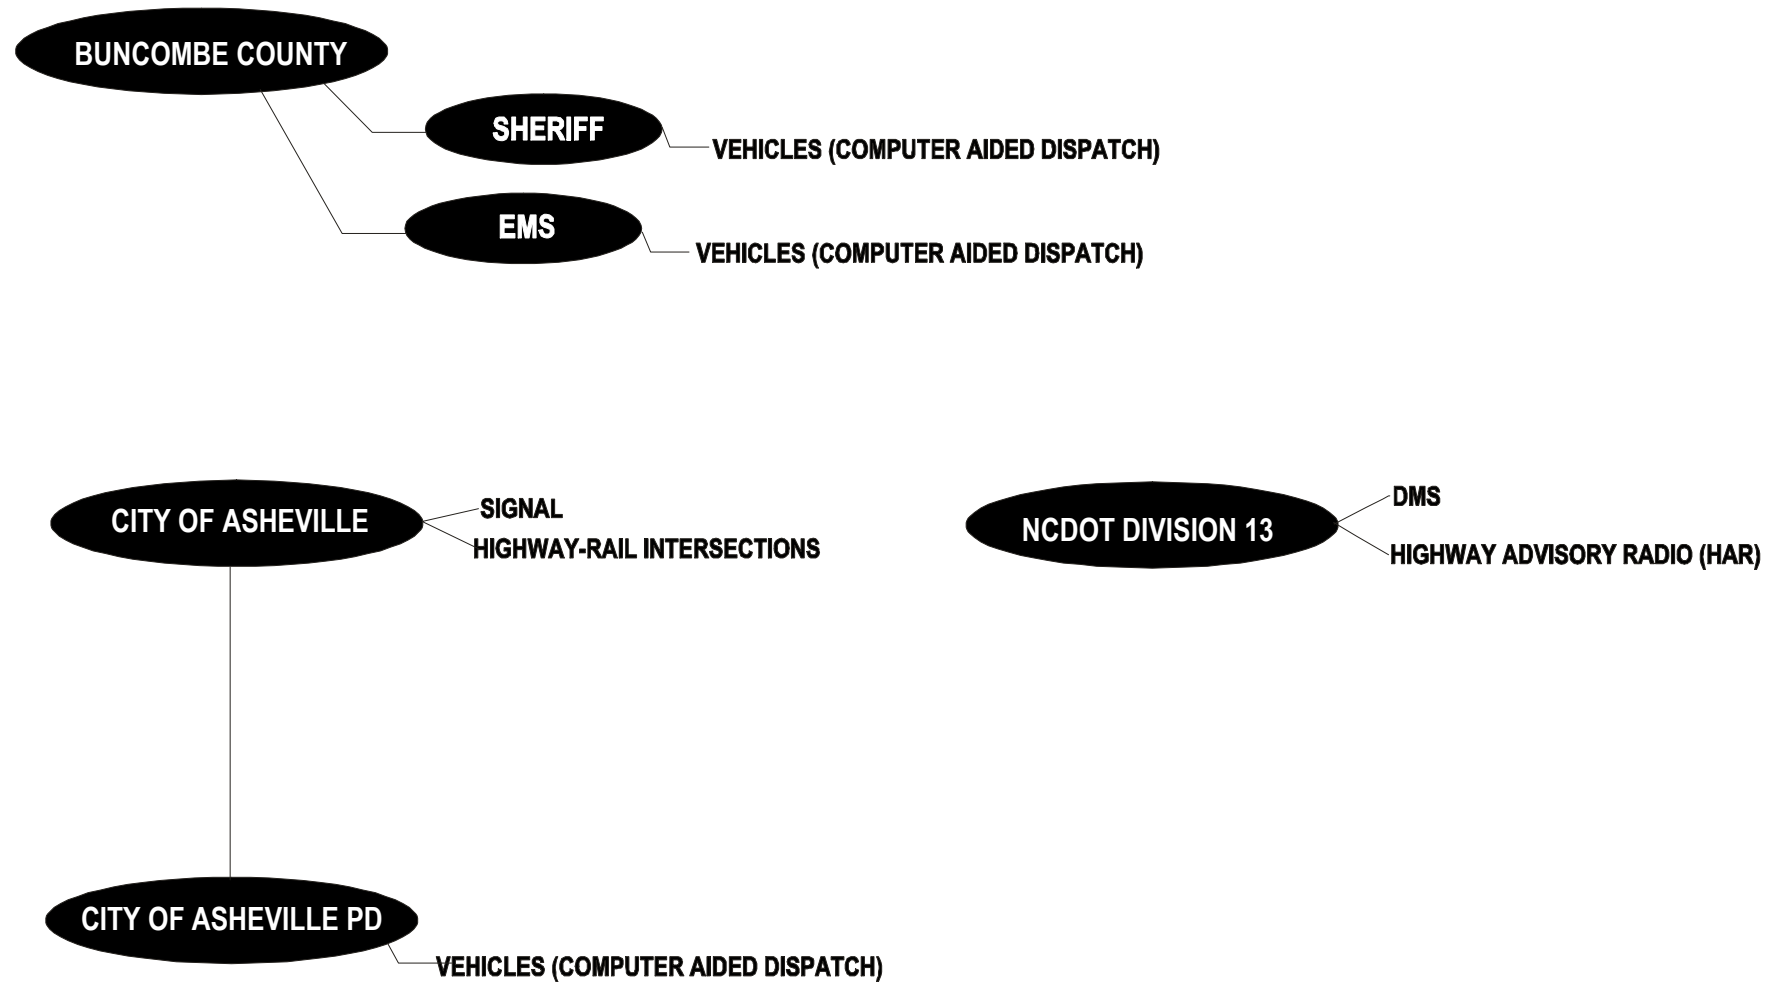 BUNCOMBE COUNTY
SHERIFF
VEHICLES (COMPUTER AIDED DISPATCH)
EMS
VEHICLES (COMPUTER AIDED DISPATCH)
CITY OF ASHEVILLE
SIGNAL
HIGHWAY-RAIL INTERSECTIONS
NCDOT DIVISION 13
DMS
HIGHWAY ADVISORY RADIO (HAR)
CITY OF ASHEVILLE PD
VEHICLES (COMPUTER AIDED DISPATCH)